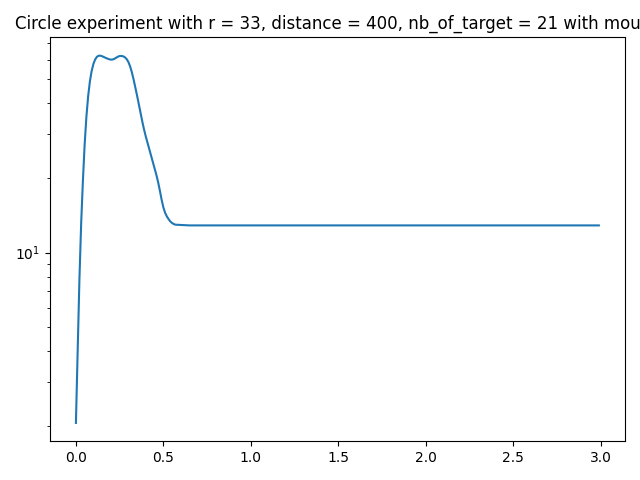 Circle experiment with r = 33, distance = 400, nb_of_target = 21 with mou
10¹
0.0 0.5 1.0 1.5 2.0 2.5 3.0